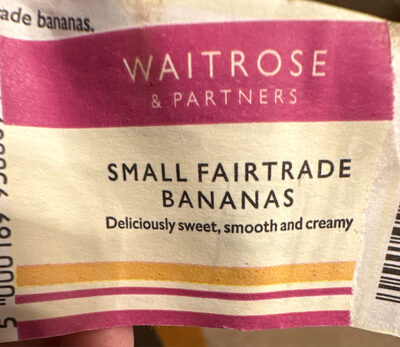 ade bananas.
WAITROSE
& PARTNERS
SMALL FAIRTRADE
BANANAS
Deliciously sweet, smooth and creamy